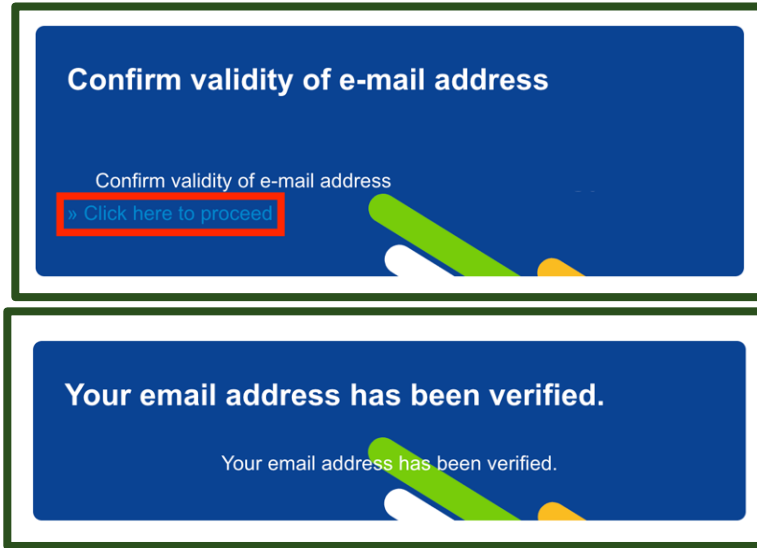 Confirm validity of e-mail address
Confirm validity of e-mail address
» Click here to proceed
Your email address has been verified.
Your email address has been verified.